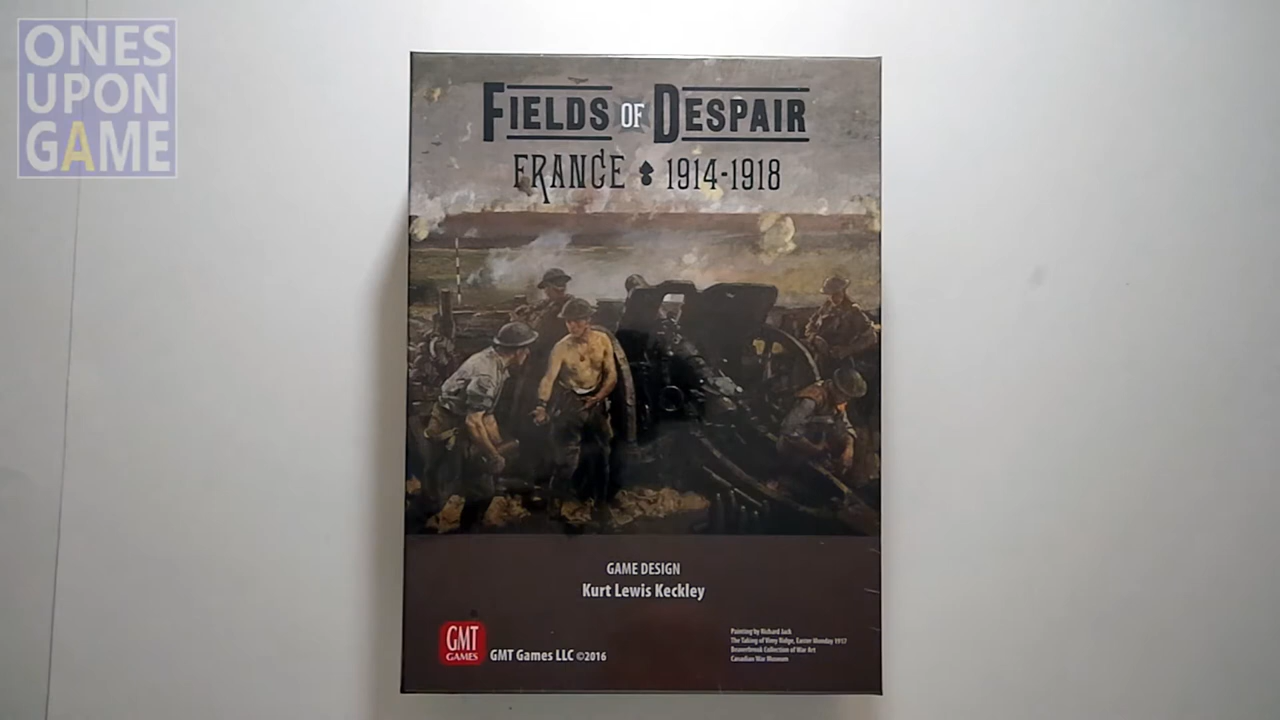 ONES
UPON
GAME
FIELDS OF DESPAIR
FRANCE 1914-1918
GAME DESIGN
Kurt Lewis Keckley
GMT
GAMES
GMT Games LLC ©2016
Painting by Richard Jack
The Taking of Vimy Ridge, Easter Monday 1917
Beaverbrook Collection of War Art
Canadian War Museum